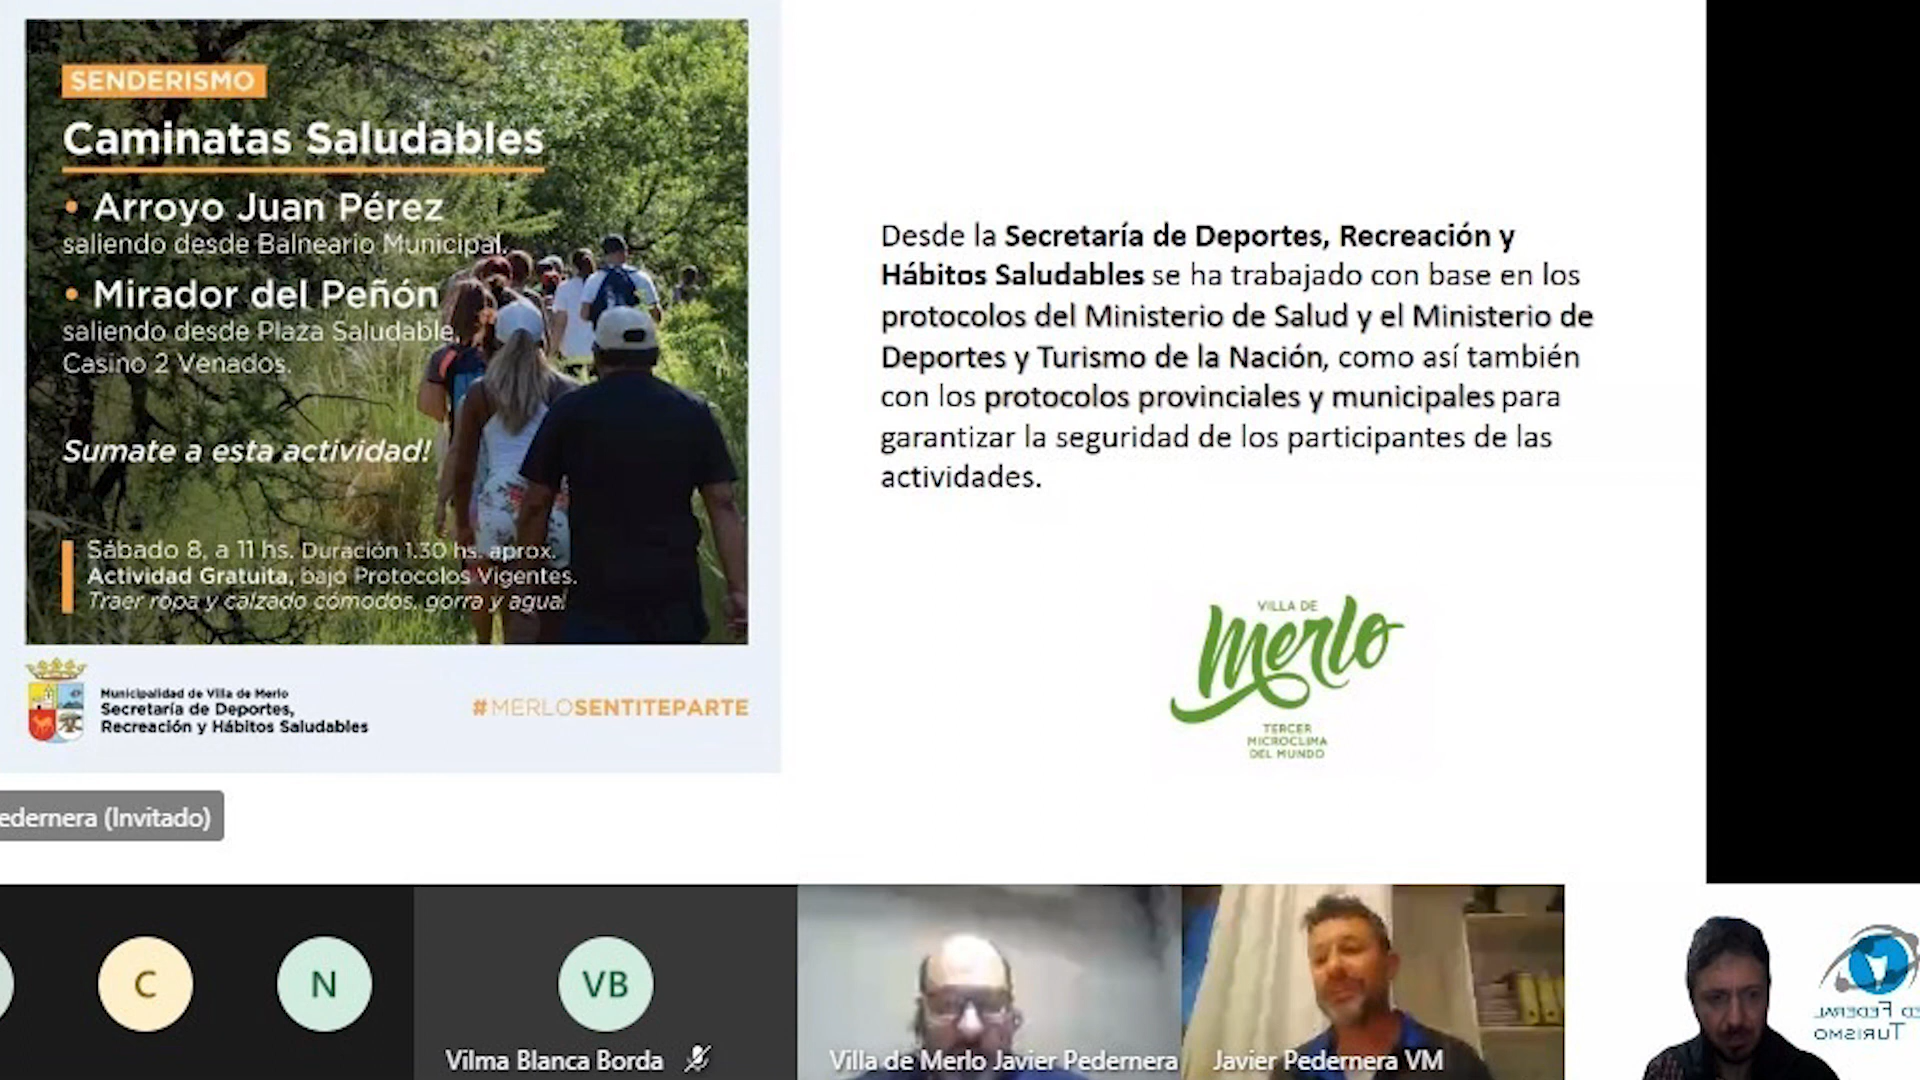 SENDERISMO
Caminatas Saludables
• Arroyo Juan Pérez
saliendo desde Balneario Municipal.
• Mirador del Peñón
saliendo desde Plaza Saludable,
Casino 2 Venados.
Sumate a esta actividad!
Sábado 8, a 11 hs. Duración 1.30 hs. aprox.
Actividad Gratuita, bajo Protocolos Vigentes.
Traer ropa y calzado cómodos, gorra y agua!
Municipalidad de Villa de Merlo
Secretaría de Deportes,
Recreación y Hábitos Saludables
#MERLOSENTITEPARTE
Desde la Secretaría de Deportes, Recreación y
Hábitos Saludables se ha trabajado con base en los
protocolos del Ministerio de Salud y el Ministerio de
Deportes y Turismo de la Nación, como así también
con los protocolos provinciales y municipales para
garantizar la seguridad de los participantes de las
actividades.
VILLA DE
Merlo
TERCER
MICROCLIMA
DEL MUNDO
edernera (Invitado)
C
N
VB
Vilma Blanca Borda
Villa de Merlo Javier Pedernera
Javier Pedernera VM
ED FEDERAL
TURISMO